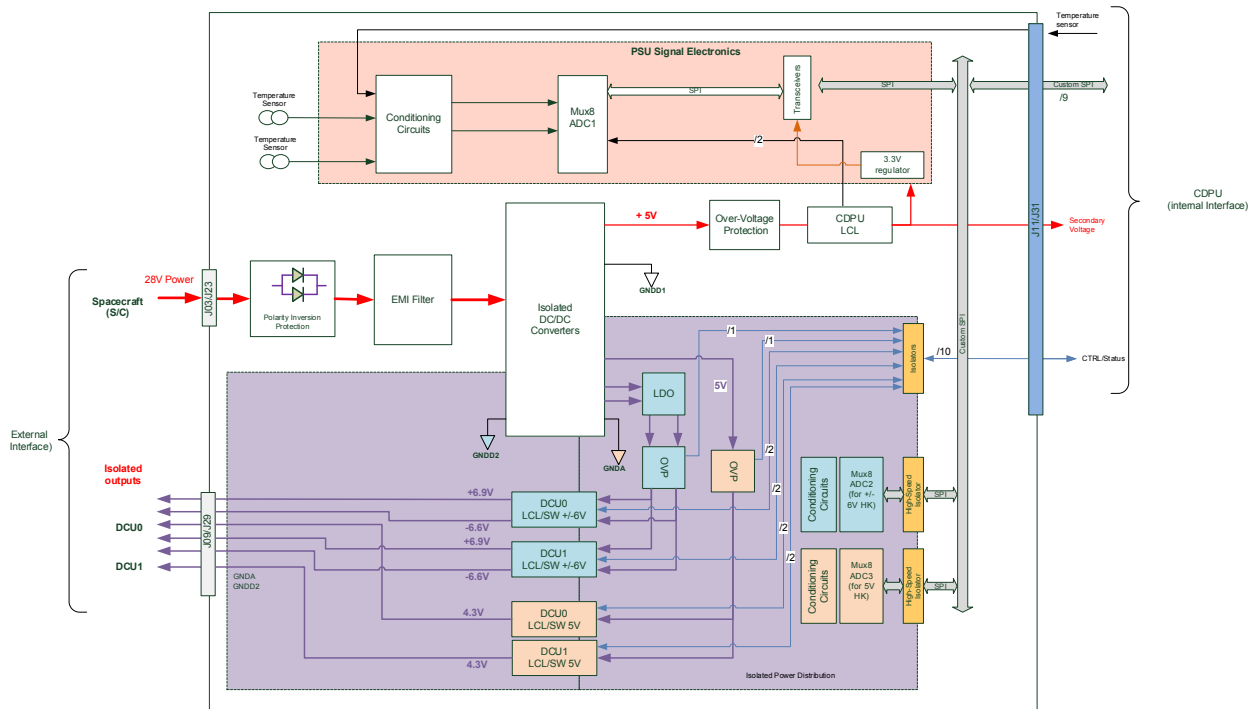 Temperature
sensor
PSU Signal Electronics
Temperature
Sensor
Temperature
Sensor
Conditioning
Circuits
Mux8
ADC1
SPI
Transceivers
SPI
Custom SPI
/9
/2
3.3V
regulator
CDPU
(internal Interface)
J11/J31
+ 5V
Over-Voltage
Protection
CDPU
LCL
Secondary
Voltage
28V Power
Spacecraft
(S/C)
J03/J23
Polarity Inversion
Protection
EMI Filter
Isolated
DC/DC
Converters
GNDD1
Custom SPI
/1
/1
Isolators
/10
CTRL/Status
5V
LDO
GNDD2
GNDA
OVP
OVP
/2
/2
/2
/2
External
Interface)
Isolated
outputs
DCU0
DCU1
J09/J29
GNDA
GNDD2
+6.9V
-6.6V
+6.9V
-6.6V
4.3V
4.3V
DCU0
LCL/SW +/-6V
DCU1
LCL/SW +/-6V
DCU0
LCL/SW 5V
DCU1
LCL/SW 5V
Conditioning
Circuits
Mux8
ADC2
(for +/-
6V HK)
High-Speed
Isolator
SPI
Conditioning
Circuits
Mux8
ADC3
(for 5V
HK)
High-Speed
Isolator
SPI
Isolated Power Distribution